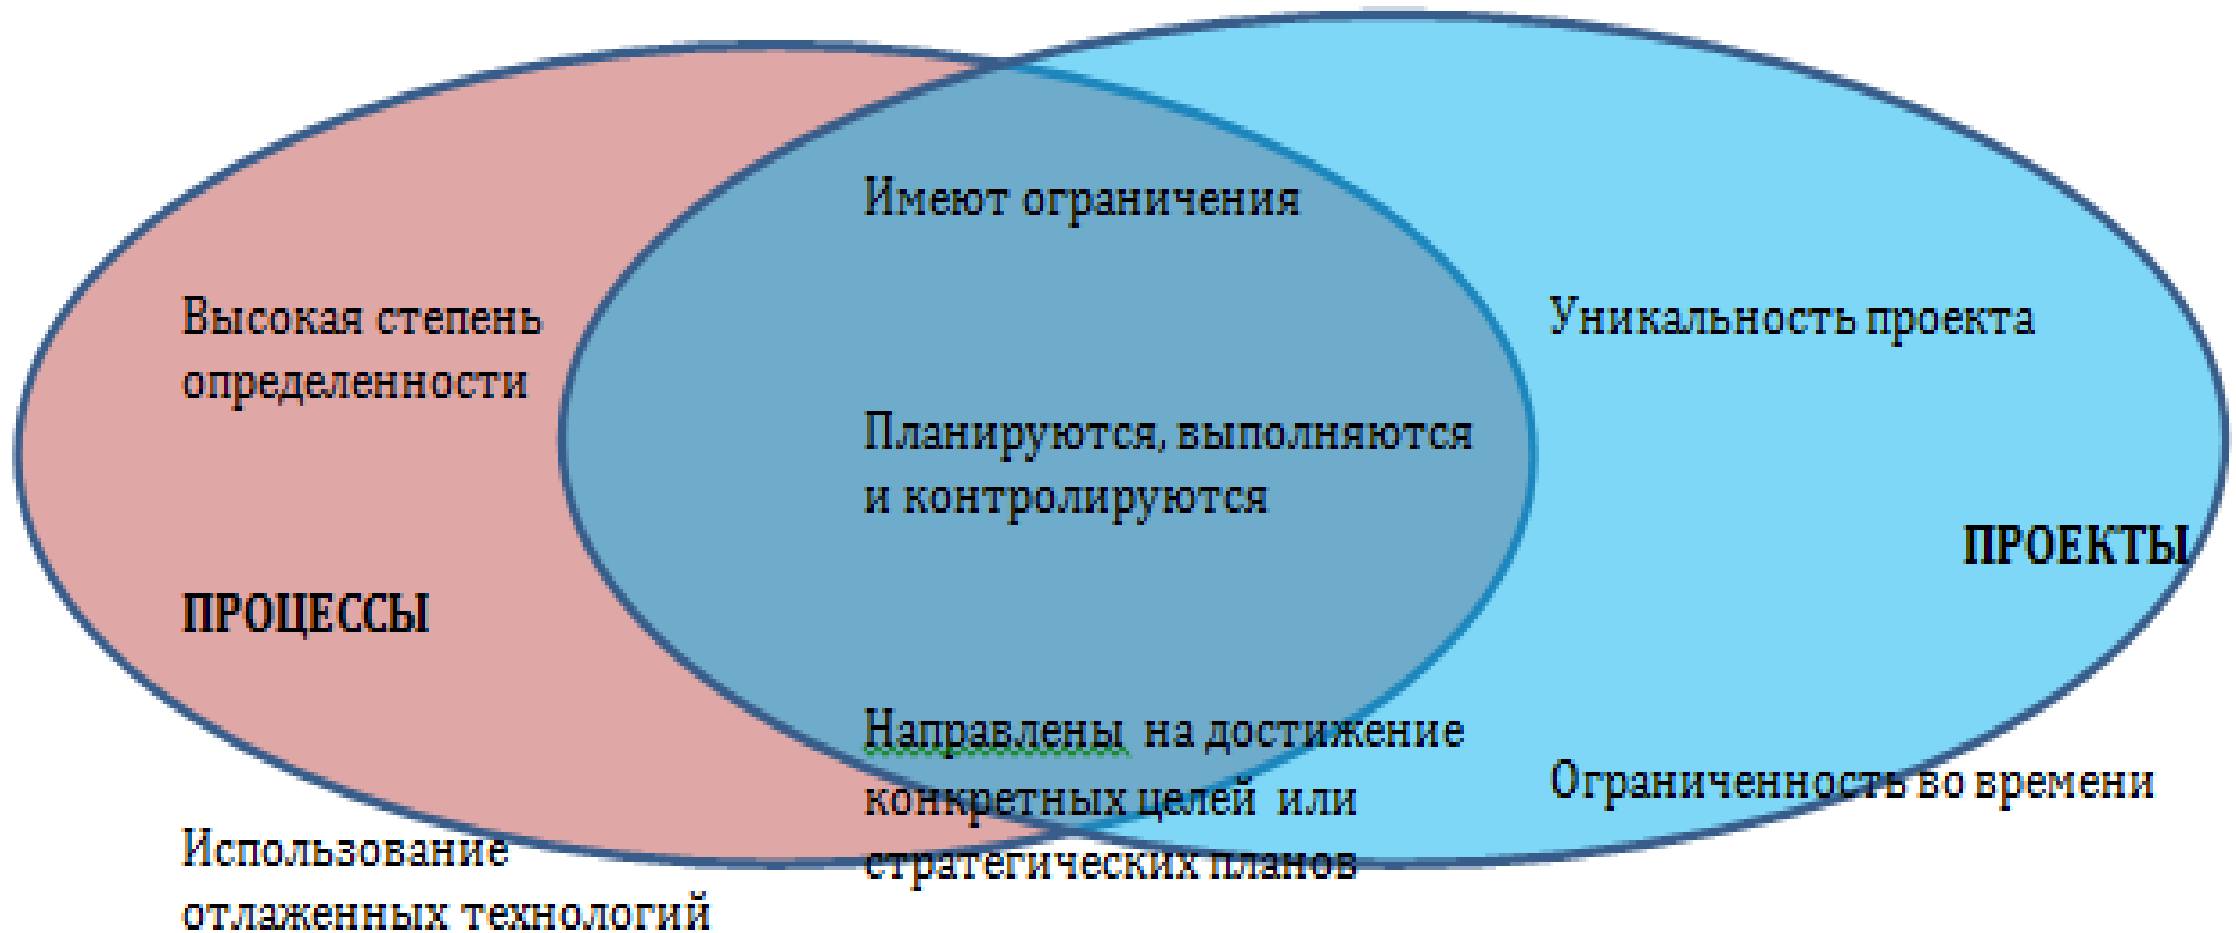 Высокая степень
определенности
ПРОЦЕССЫ
Использование
отлаженных технологий
Имеют ограничения
Планируются, выполняются
и контролируются
Направлены на достижение
конкретных целей или
стратегических планов
Уникальность проекта
ПРОЕКТЫ
Ограниченность во времени